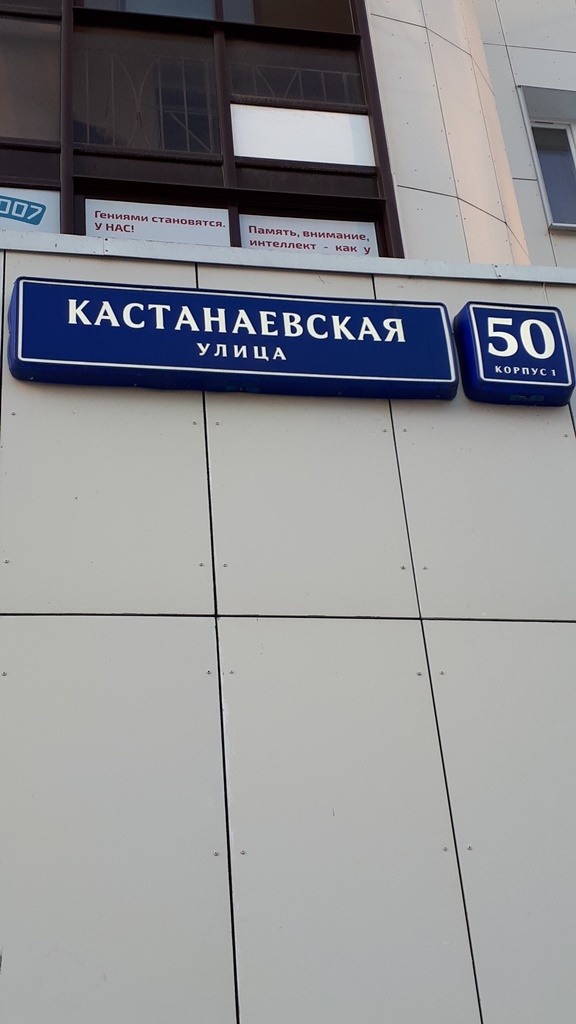 007
Гениями становятся.
У НАС!
Память, внимание,
интеллект - как у
КАСТАНАЕВСКАЯ
УЛИЦА
50
КОРПУС 1